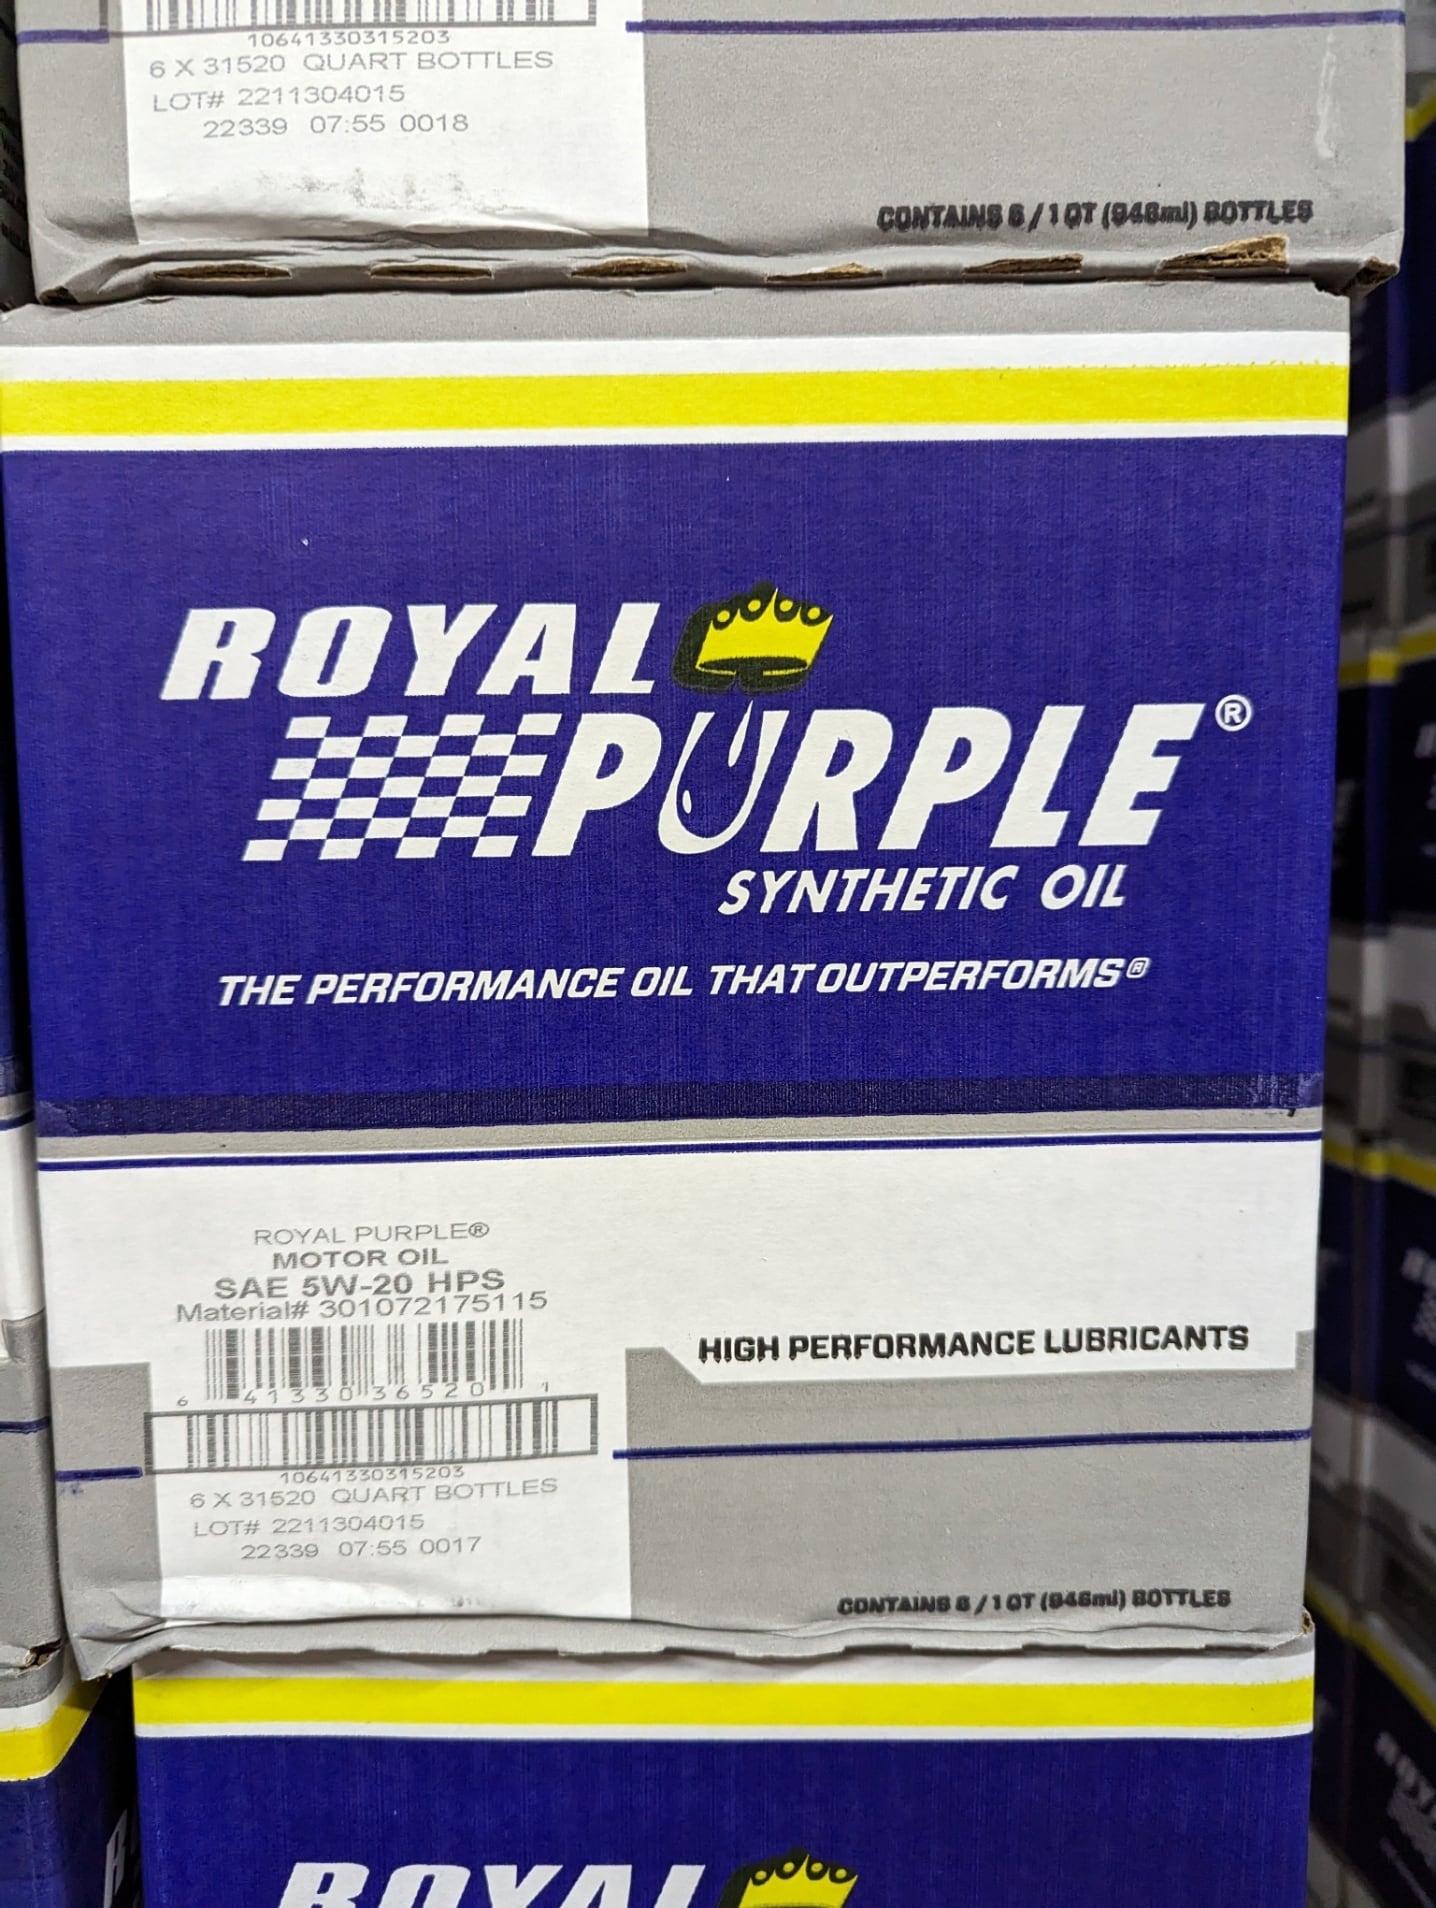 10641330315203
6 X 31520 QUART BOTTLES
LOT# 2211304015
22339 07:55 0018
CONTAINS 6 / 1 QT (946ml) BOTTLES
ROYAL
PURPLE®
SYNTHETIC OIL
THE PERFORMANCE OIL THAT OUTPERFORMS®
ROYAL PURPLE®
MOTOR OIL
SAE 5W-20 HPS
Material# 301072175115
6 41330 36520 1
HIGH PERFORMANCE LUBRICANTS
10641330315203
6 X 31520 QUART BOTTLES
LOT# 2211304015
22339 07:55 0017
CONTAINS 6 / 1 QT (946ml) BOTTLES
ROYAL